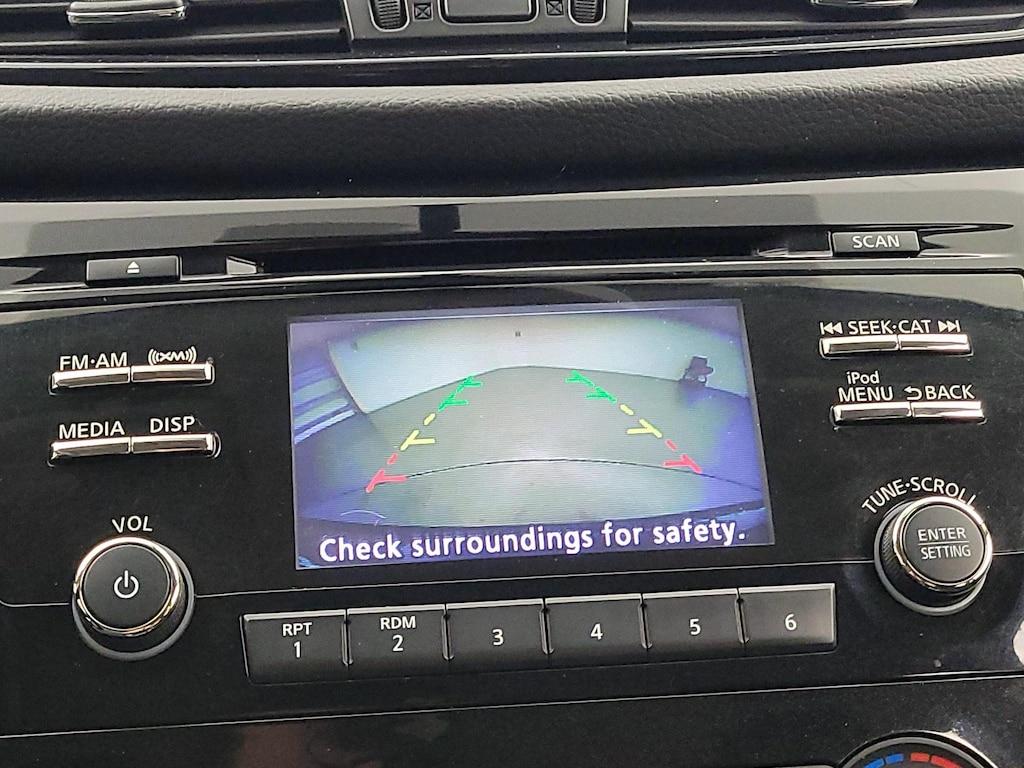 SCAN
FM·AM
XM
SEEK·CAT
iPod
MENU
BACK
MEDIA
DISP
TUNE·SCROLL
VOL
ENTER
SETTING
Check surroundings for safety.
RPT
1
RDM
2
3
4
5
6